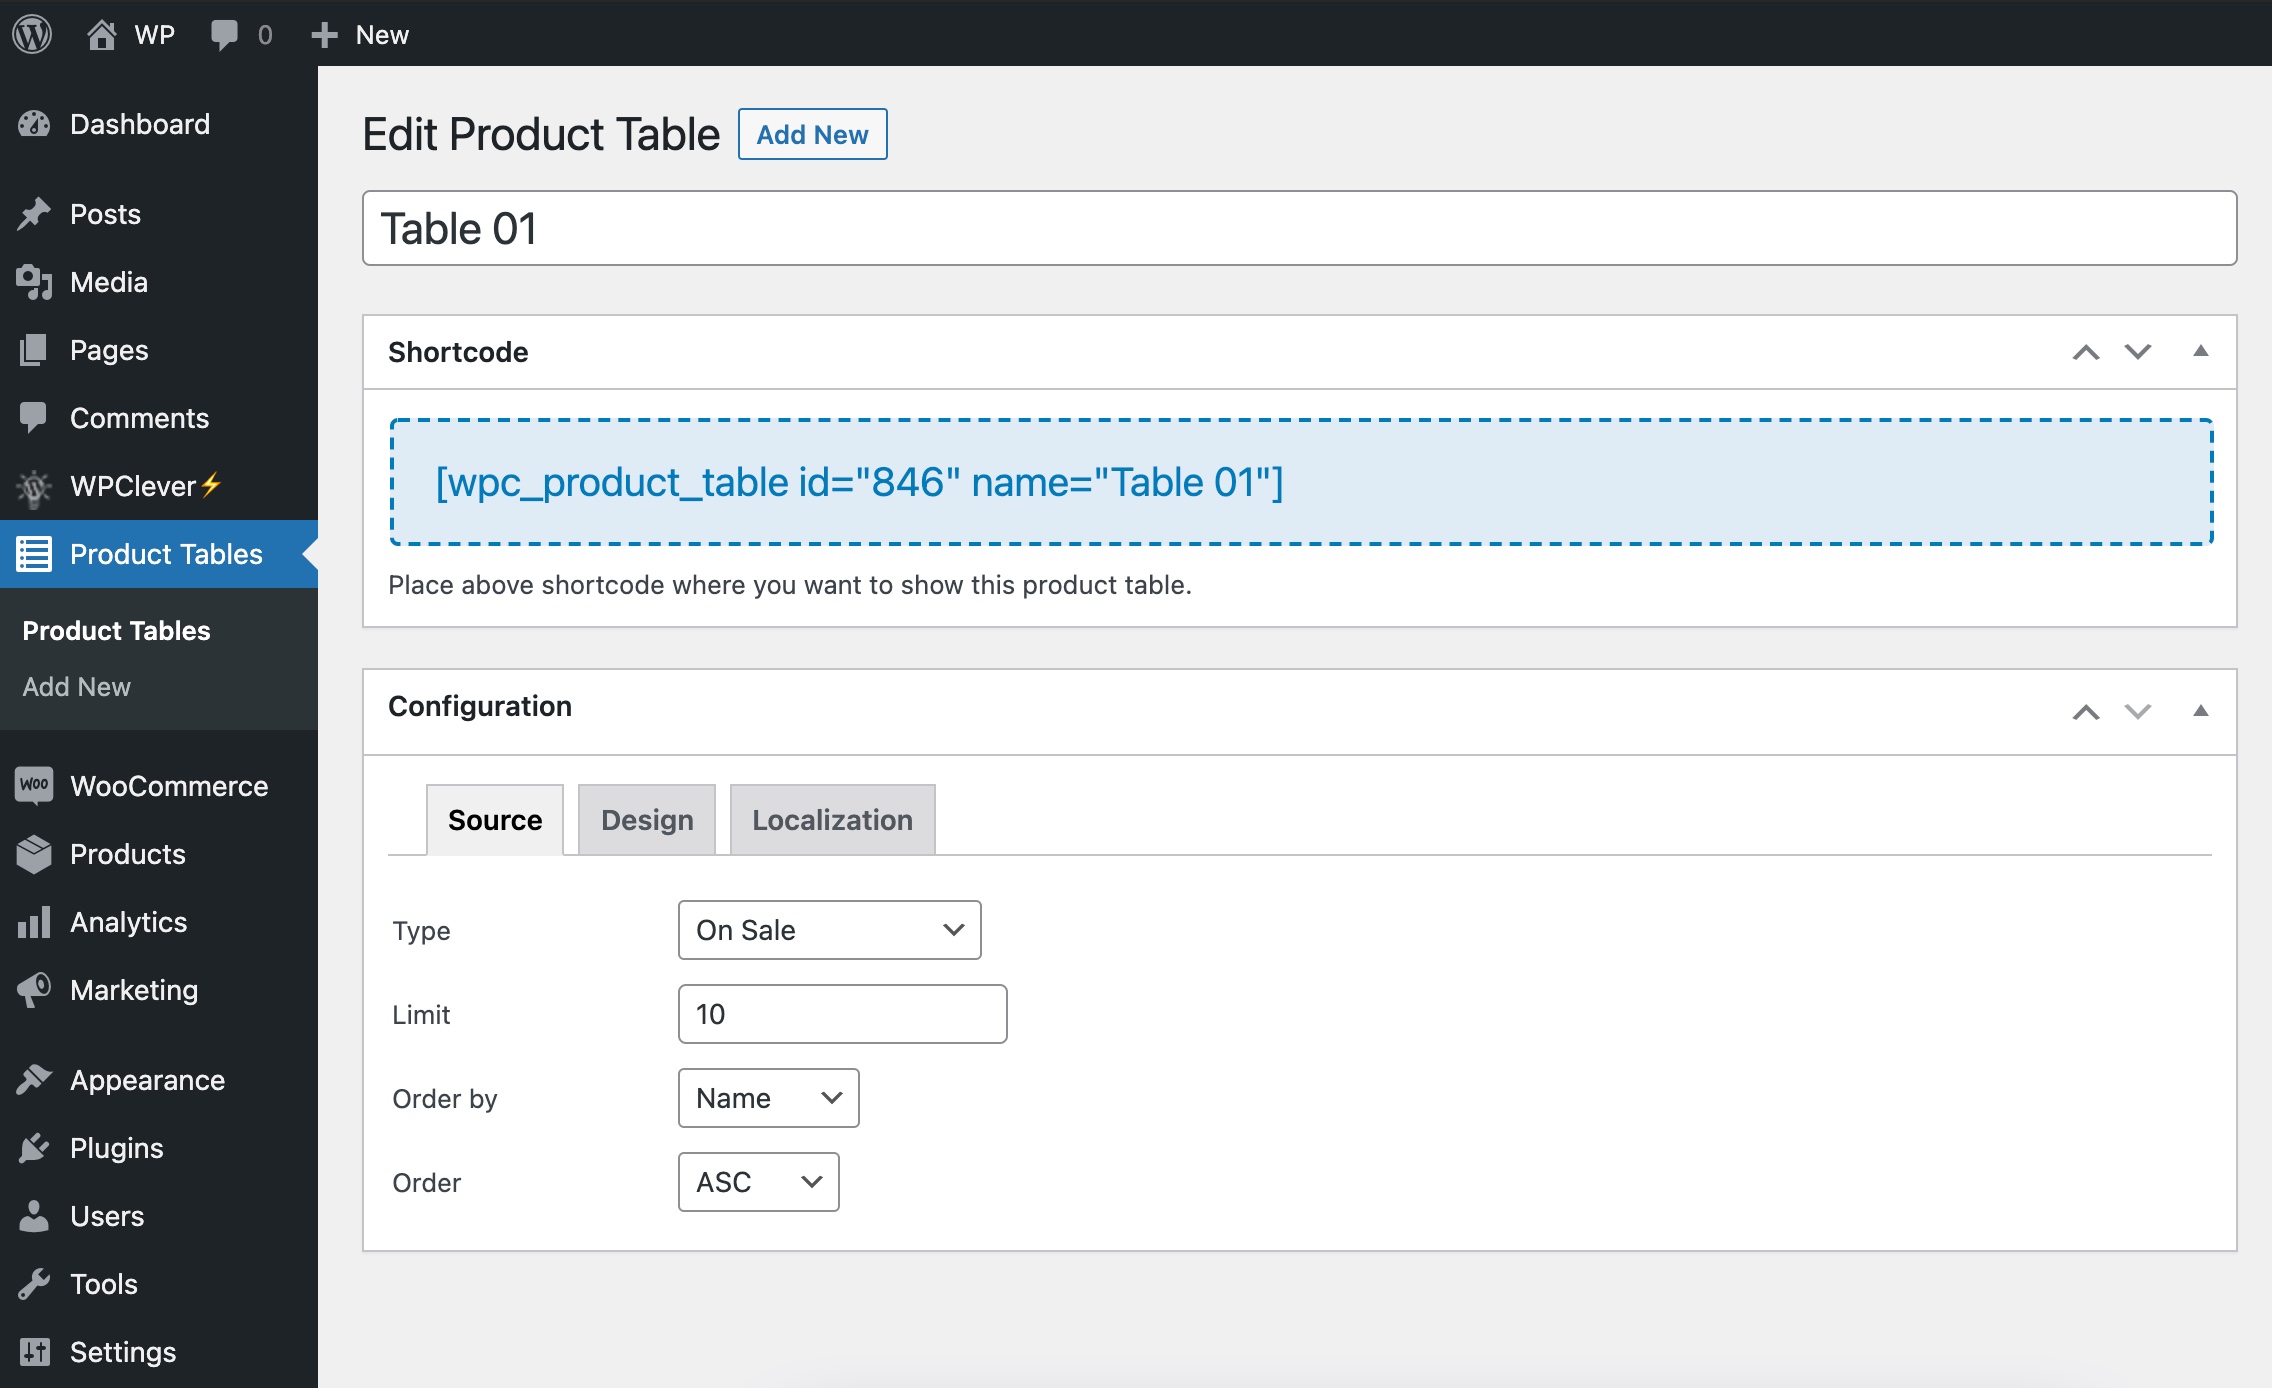 WP
0
New
Dashboard
Posts
Media
Pages
Comments
WPClever⚡
Product Tables
Product Tables
Add New
WooCommerce
Products
Analytics
Marketing
Appearance
Plugins
Users
Tools
Settings
Edit Product Table
Add New
Table 01
Shortcode
[wpc_product_table id="846" name="Table 01"]
Place above shortcode where you want to show this product table.
Configuration
Source
Design
Localization
Type
On Sale
Limit
10
Order by
Name
Order
ASC